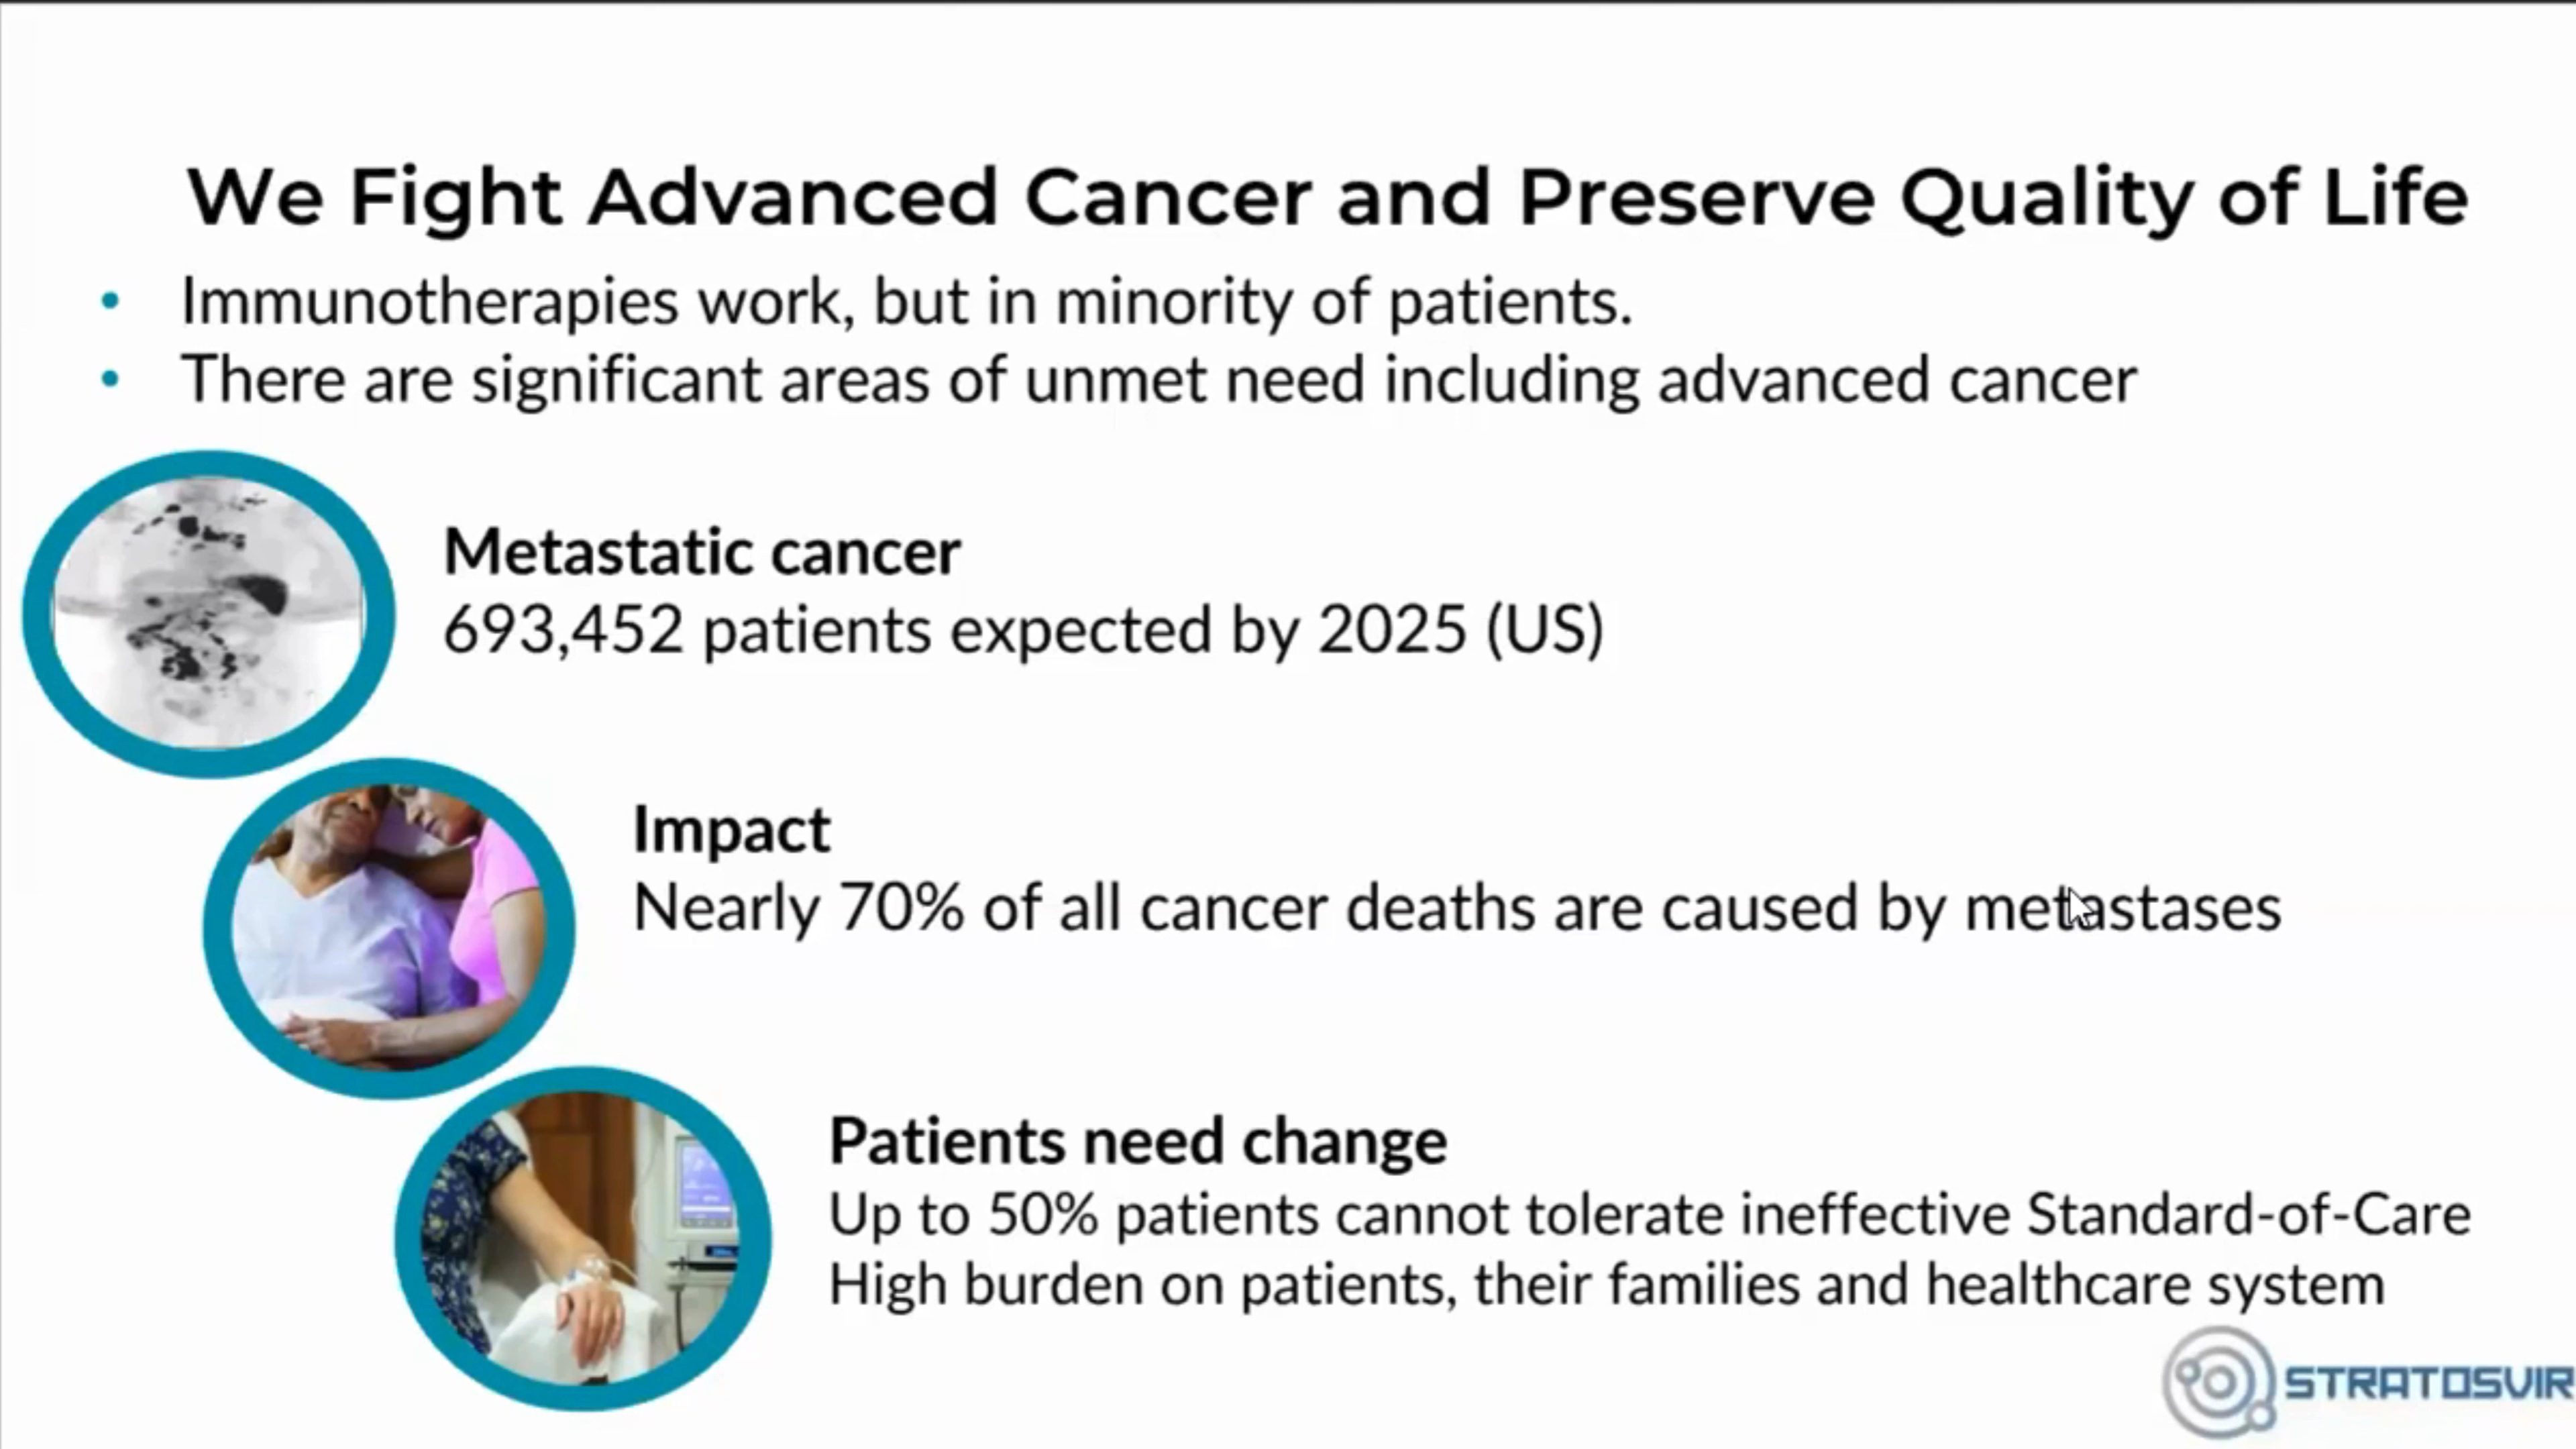 We Fight Advanced Cancer and Preserve Quality of Life
• Immunotherapies work, but in minority of patients.
• There are significant areas of unmet need including advanced cancer
Metastatic cancer
693,452 patients expected by 2025 (US)
Impact
Nearly 70% of all cancer deaths are caused by metastases
Patients need change
Up to 50% patients cannot tolerate ineffective Standard-of-Care
High burden on patients, their families and healthcare system
STRATOSVIR